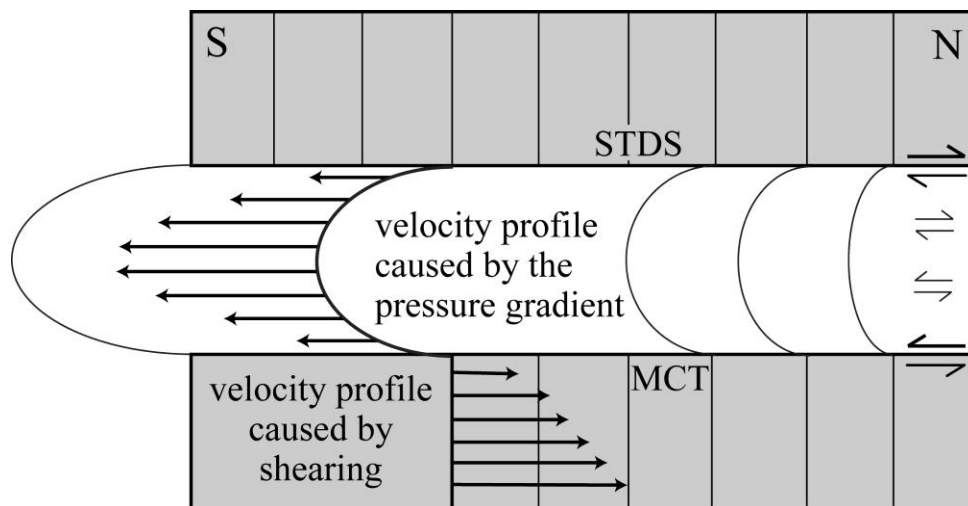 S
N
STDS
velocity profile
caused by the
pressure gradient
MCT
velocity profile
caused by
shearing